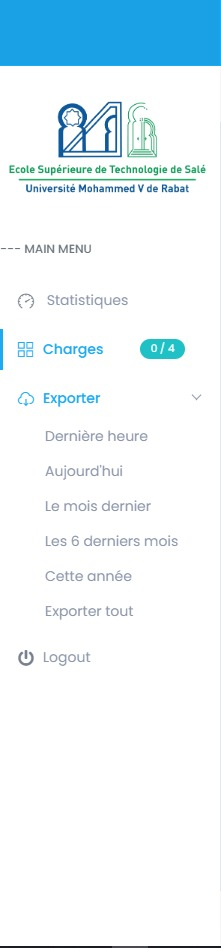 Ecole Supérieure de Technologie de Salé
Université Mohammed V de Rabat
--- MAIN MENU
Statistiques
Charges 0 / 4
Exporter
Dernière heure
Aujourd'hui
Le mois dernier
Les 6 derniers mois
Cette année
Exporter tout
Logout